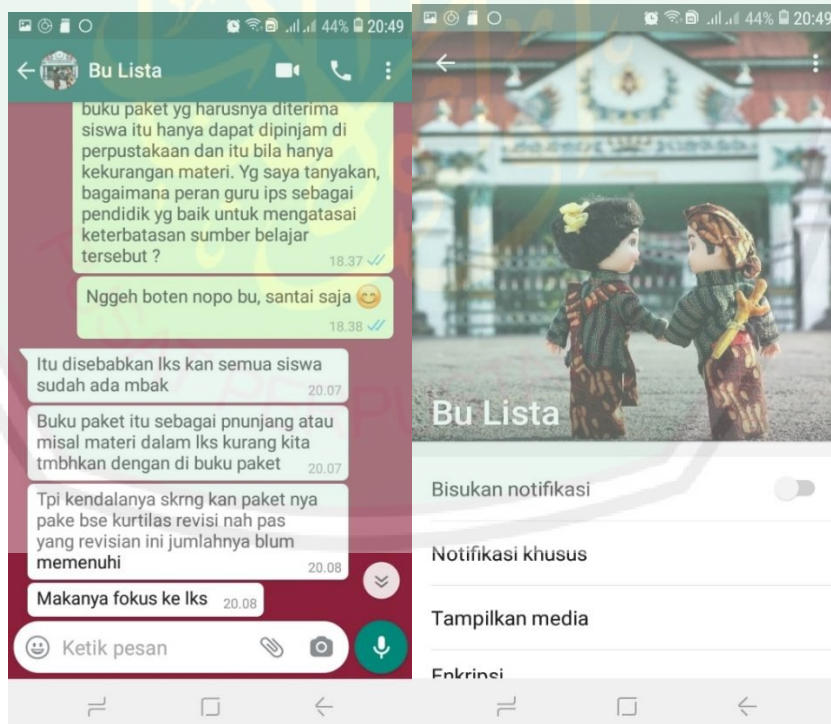 44% 20:49
Bu Lista
buku paket yg harusnya diterima
siswa itu hanya dapat dipinjam di
perpustakaan dan itu bila hanya
kekurangan materi. Yg saya tanyakan,
bagaimana peran guru ips sebagai
pendidik yg baik untuk mengatasai
keterbatasan sumber belajar
tersebut ?
18.37
Nggeh boten nopo bu, santai saja 😊
18.38
Itu disebabkan lks kan semua siswa
sudah ada mbak
20.07
Buku paket itu sebagai pnunjang atau
misal materi dalam lks kurang kita
tmbhkan dengan di buku paket
20.07
Tpi kendalanya skrng kan paket nya
pake bse kurtilas revisi nah pas
yang revisian ini jumlahnya blum
memenuhi
20.08
Makanya fokus ke lks
20.08
Ketik pesan
44% 20:49
Bu Lista
Bisukan notifikasi
Notifikasi khusus
Tampilkan media
Enkripsi